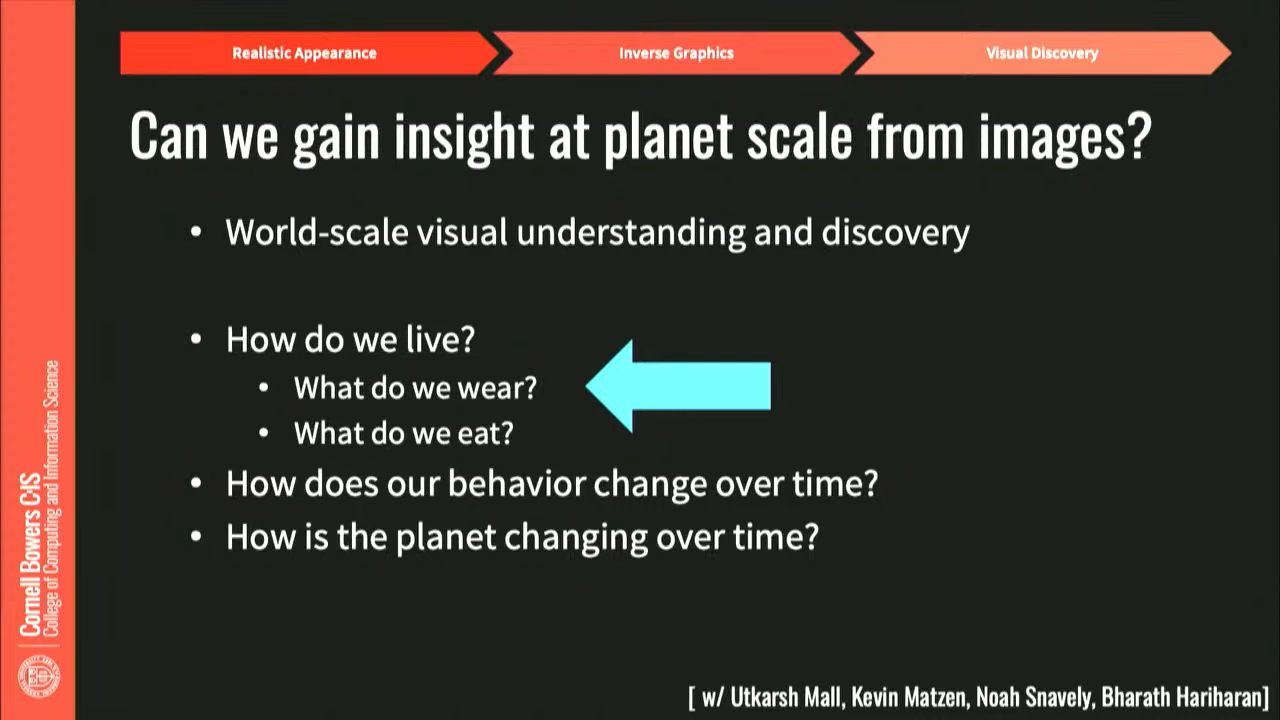 Realistic Appearance
Inverse Graphics
Visual Discovery
Can we gain insight at planet scale from images?
• World-scale visual understanding and discovery
• How do we live?
• What do we wear?
• What do we eat?
• How does our behavior change over time?
• How is the planet changing over time?
Cornell Bowers C·IS
College of Computing and Information Science
[ w/ Utkarsh Mall, Kevin Matzen, Noah Snavely, Bharath Hariharan]